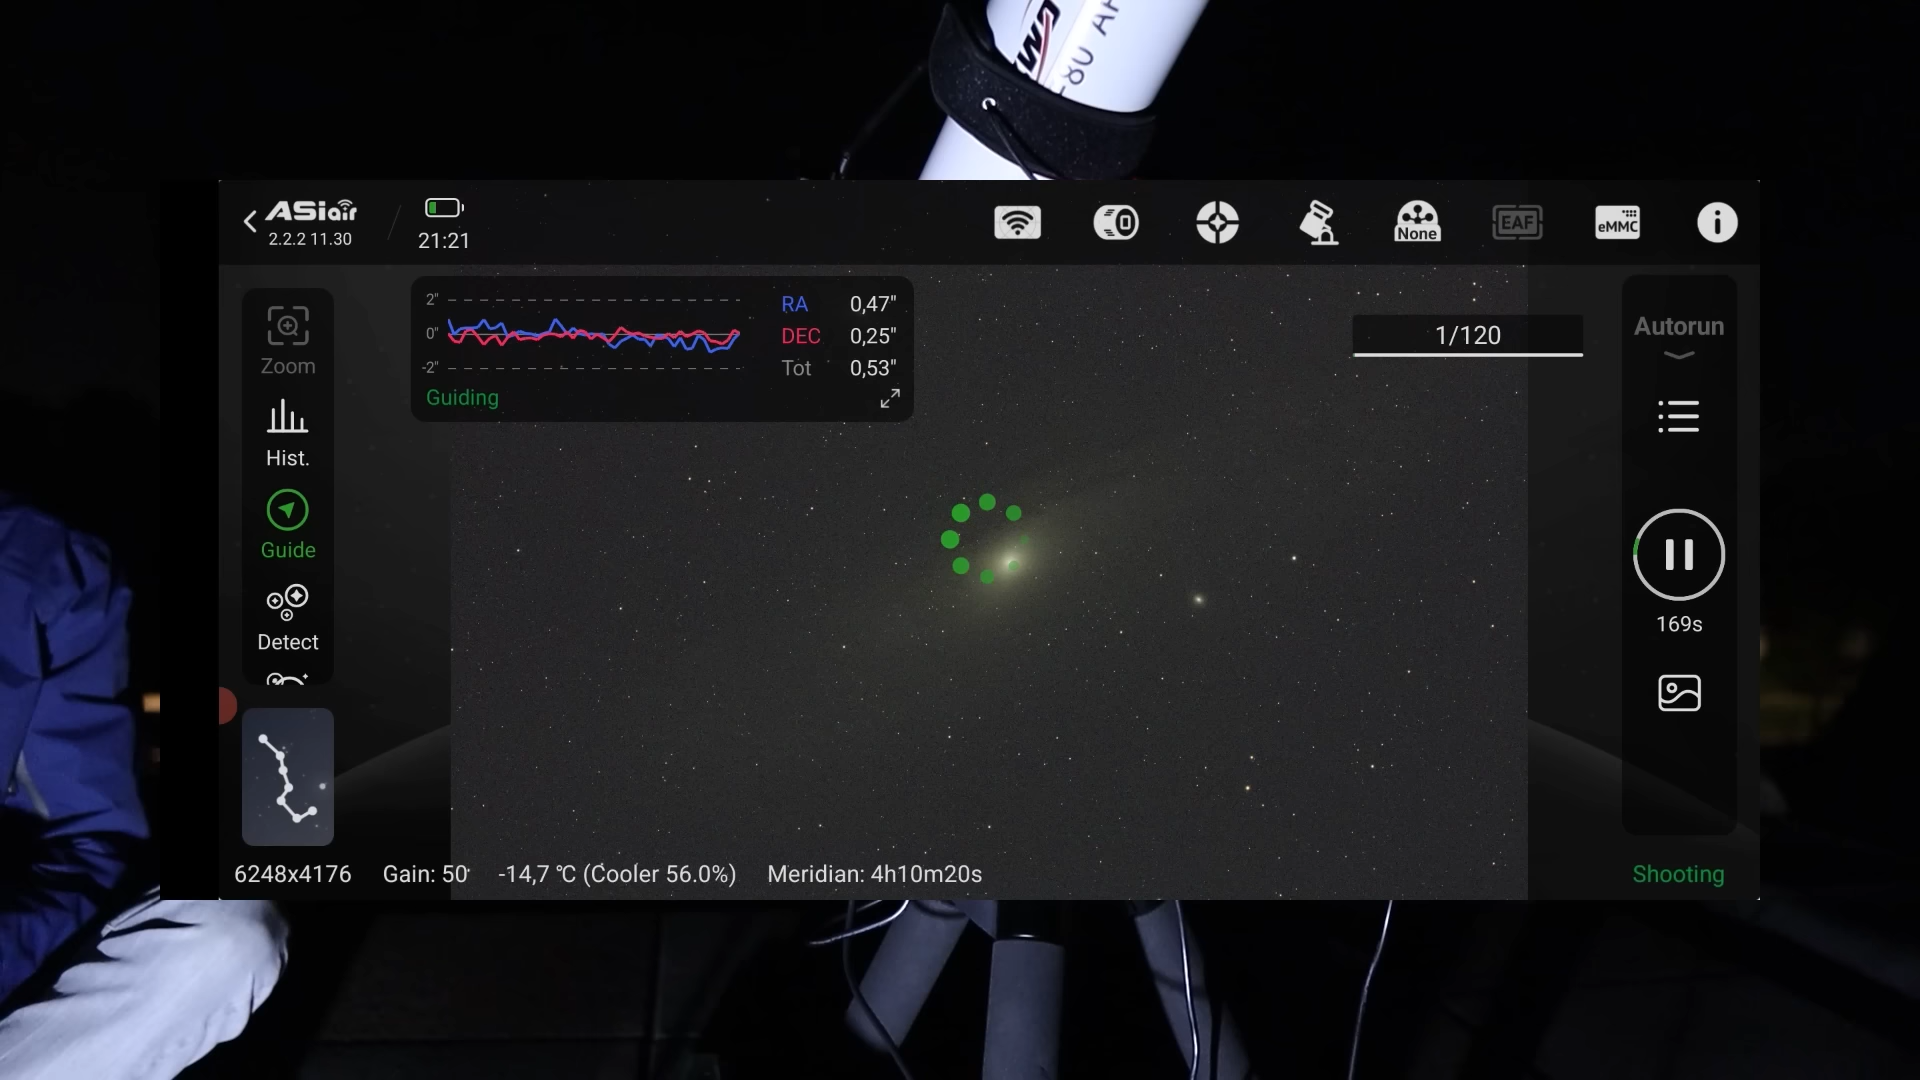 -80 AP
ASiair
2.2.2 11.30
21:21
None
EAF
eMMC
Zoom
Hist.
Guide
Detect
2"
0"
-2"
RA 0,47"
DEC 0,25"
Tot 0,53"
Guiding
1/120
Autorun
169s
6248x4176 Gain: 50 -14,7 ℃ (Cooler 56.0%) Meridian: 4h10m20s
Shooting